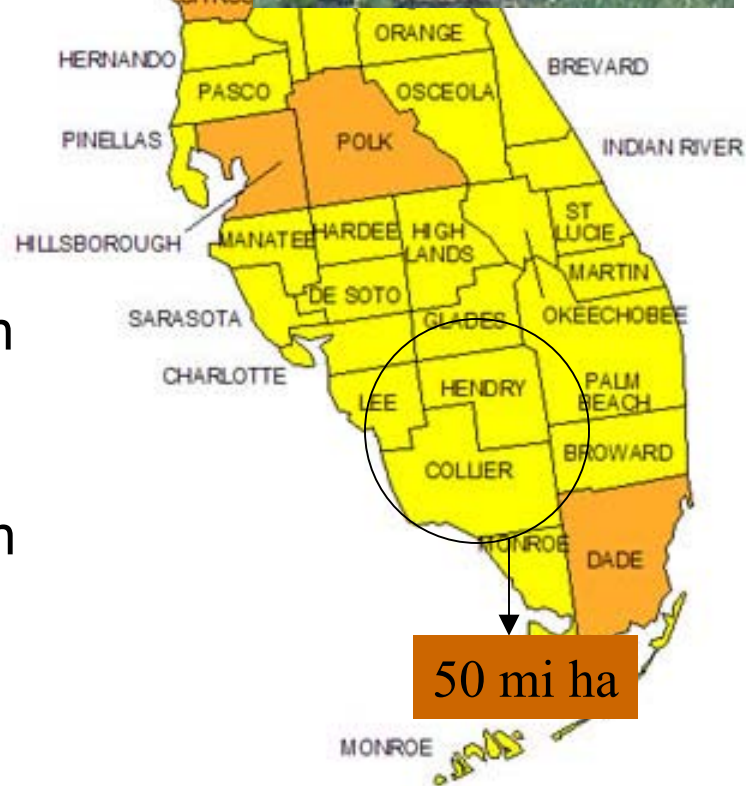 ORANGE
HERNANDO
BREVARD
PASCO
OSCEOLA
PINELLAS
POLK
INDIAN RIVER
HILLSBOROUGH
MANATEE
HARDEE
HIGH
LANDS
ST
LUCIE
MARTIN
DE SOTO
SARASOTA
GLADES
OKEECHOBEE
CHARLOTTE
LEE
HENDRY
PALM
BEACH
COLLIER
BROWARD
MONROE
DADE
50 mi ha
MONROE